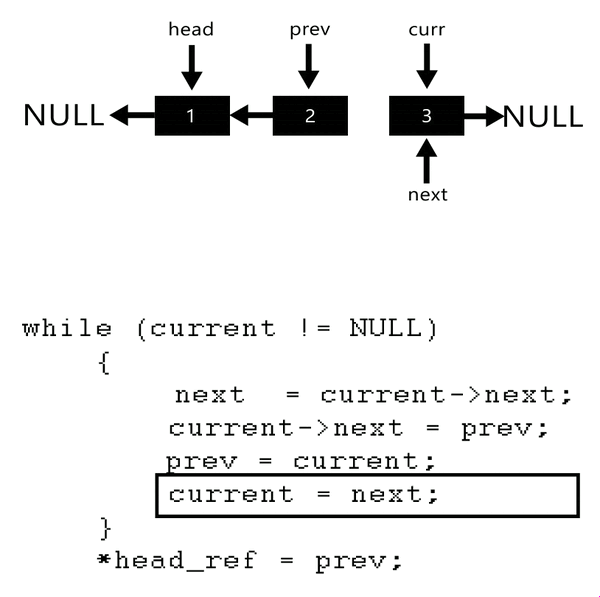 head prev curr
NULL 1 2 3 NULL
next
while (current != NULL)
{
next = current->next;
current->next = prev;
prev = current;
current = next;
}
*head_ref = prev;